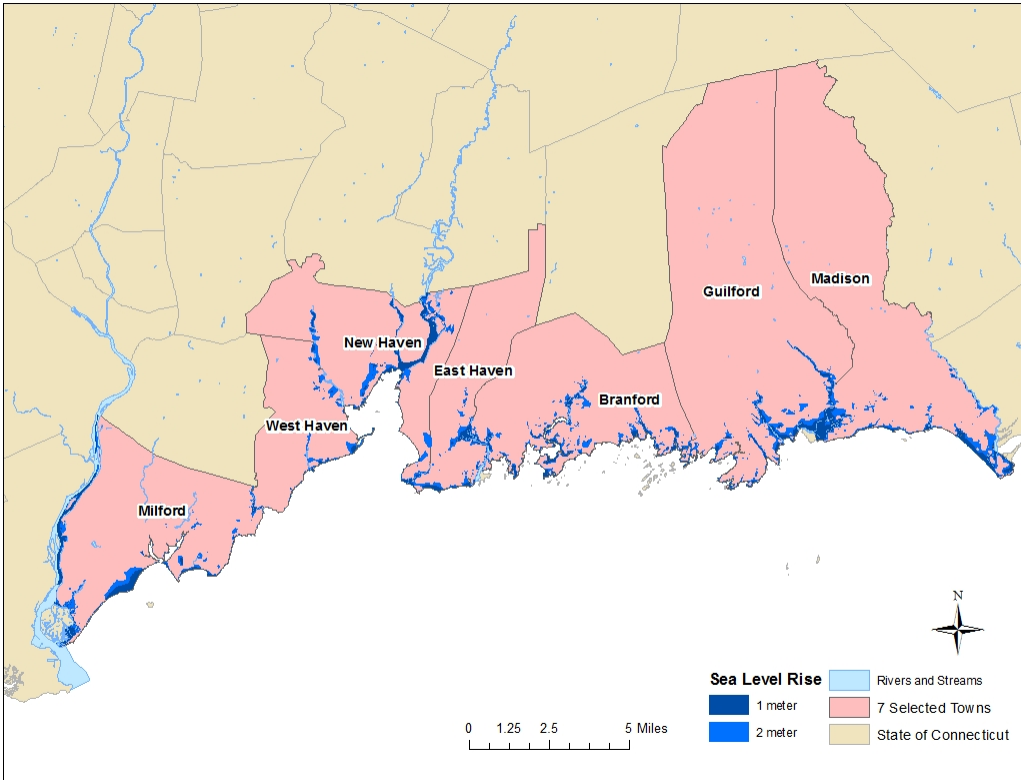 Madison
Guilford
New Haven
East Haven
Branford
West Haven
Milford
N
Sea Level Rise
1 meter
2 meter
Rivers and Streams
7 Selected Towns
State of Connecticut
0 1.25 2.5 5 Miles